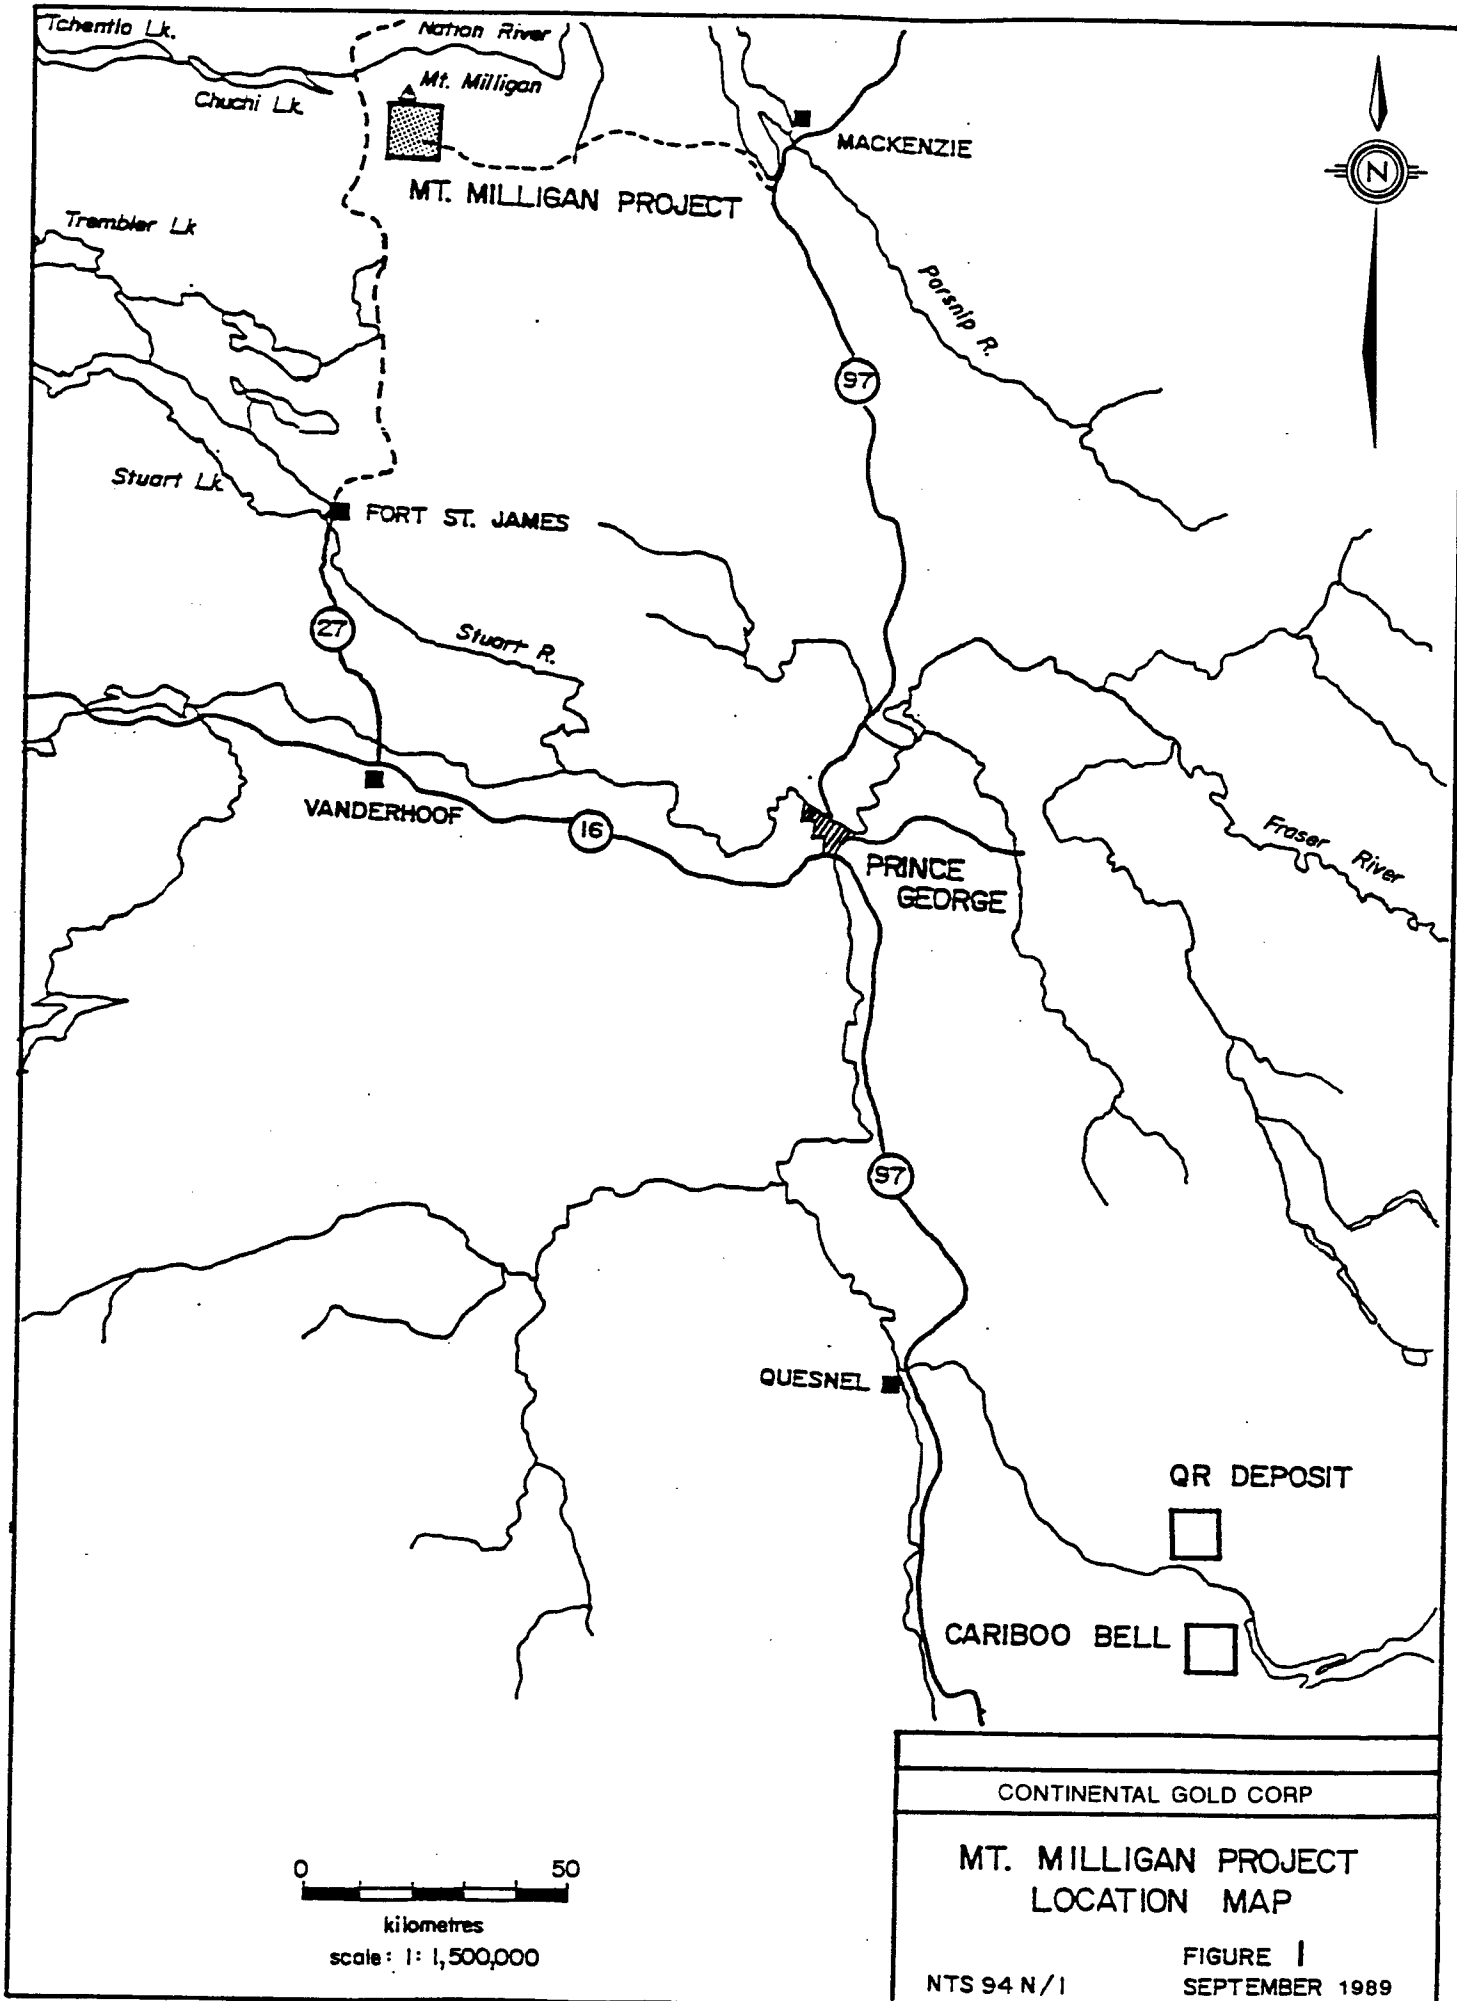 Tchentlo Lk.
Nation River
Chuchi Lk.
Mt. Milligan
MACKENZIE
N
MT. MILLIGAN PROJECT
Trembler Lk
Parsnip R.
97
Stuart Lk
FORT ST. JAMES
27
Stuart R.
VANDERHOOF
16
PRINCE
GEORGE
Fraser River
97
QUESNEL
QR DEPOSIT
CARIBOO BELL
CONTINENTAL GOLD CORP
MT. MILLIGAN PROJECT
LOCATION MAP
FIGURE 1
NTS 94 N/1
SEPTEMBER 1989
0 50
kilometres
scale: 1: 1,500,000